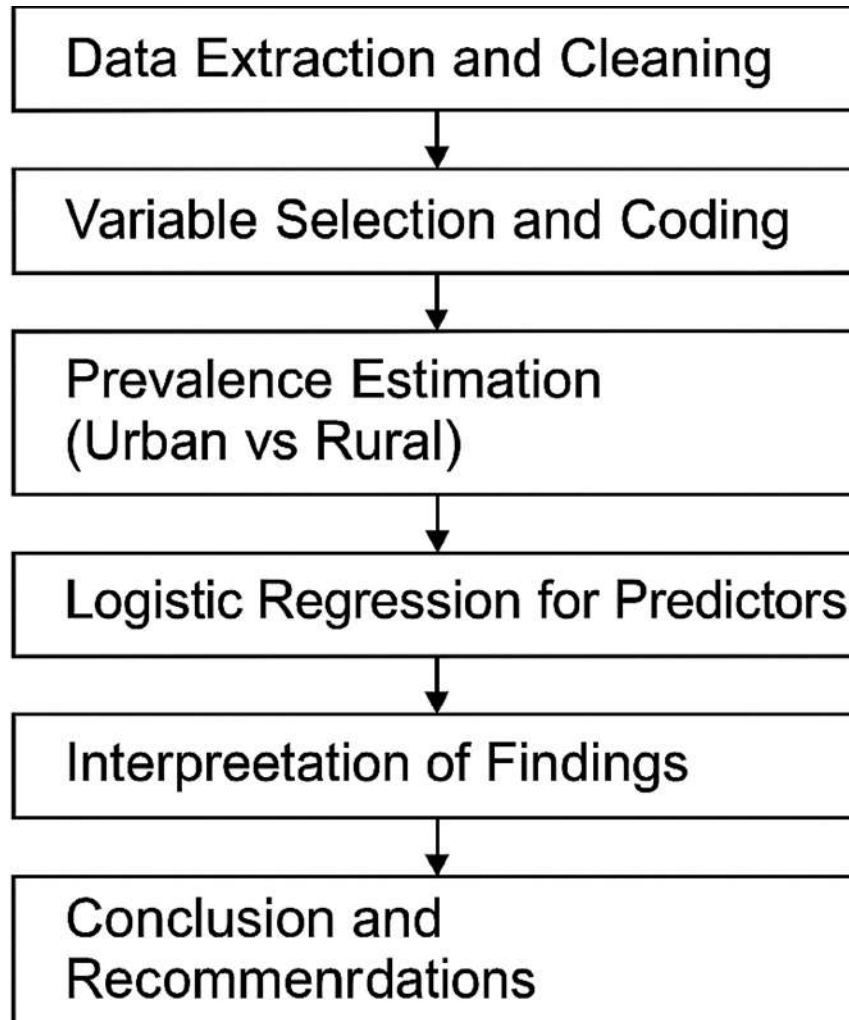 Data Extraction and Cleaning
Variable Selection and Coding
Prevalence Estimation
(Urban vs Rural)
Logistic Regression for Predictors
Interpreetation of Findings
Conclusion and
Recommenrdations